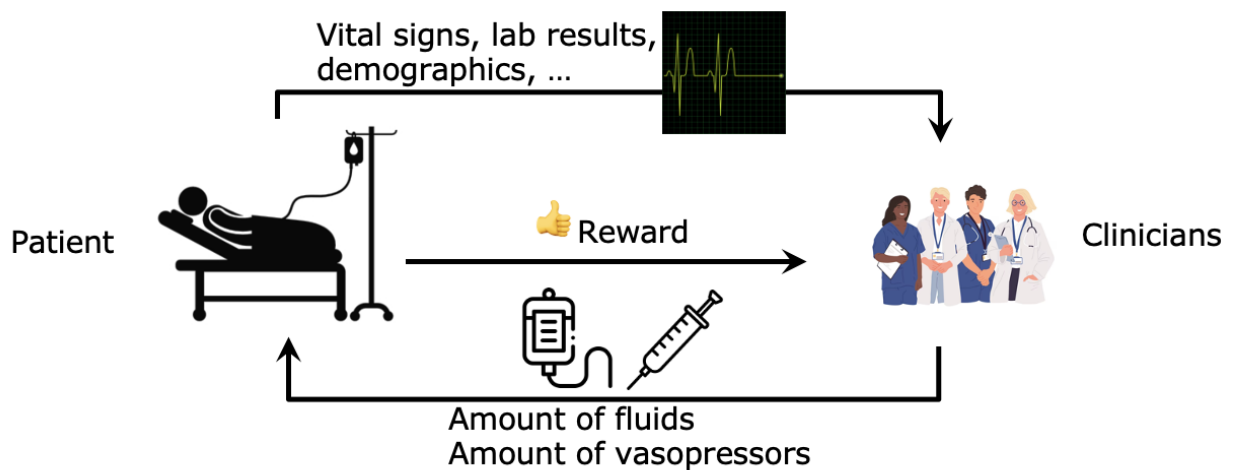 Vital signs, lab results,
demographics, …
Patient
Reward
Clinicians
Amount of fluids
Amount of vasopressors